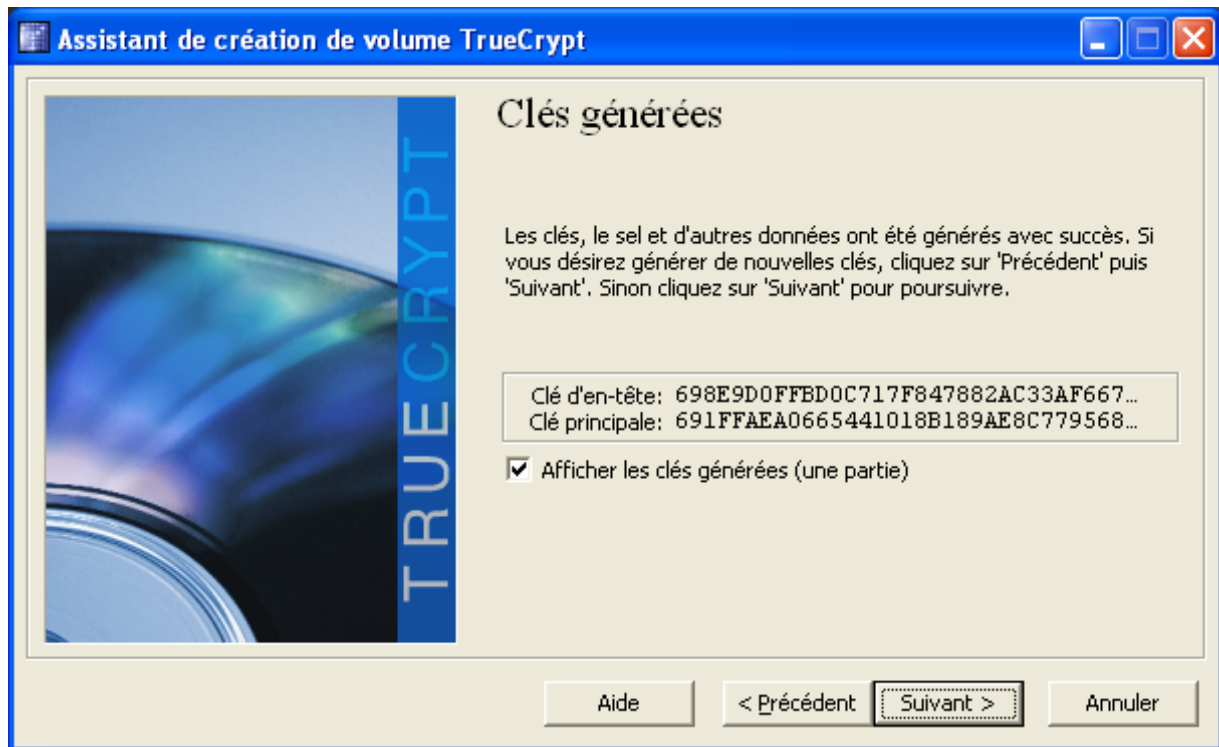 Assistant de création de volume TrueCrypt
TRUECRYPT
Clés générées
Les clés, le sel et d'autres données ont été générés avec succès. Si
vous désirez générer de nouvelles clés, cliquez sur 'Précédent' puis
'Suivant'. Sinon cliquez sur 'Suivant' pour poursuivre.
Clé d'en-tête: 698E9D0FFBD0C717F847882AC33AF667...
Clé principale: 691FFAEA0665441018B189AE8C779568...
Afficher les clés générées (une partie)
Aide
< Précédent
Suivant >
Annuler